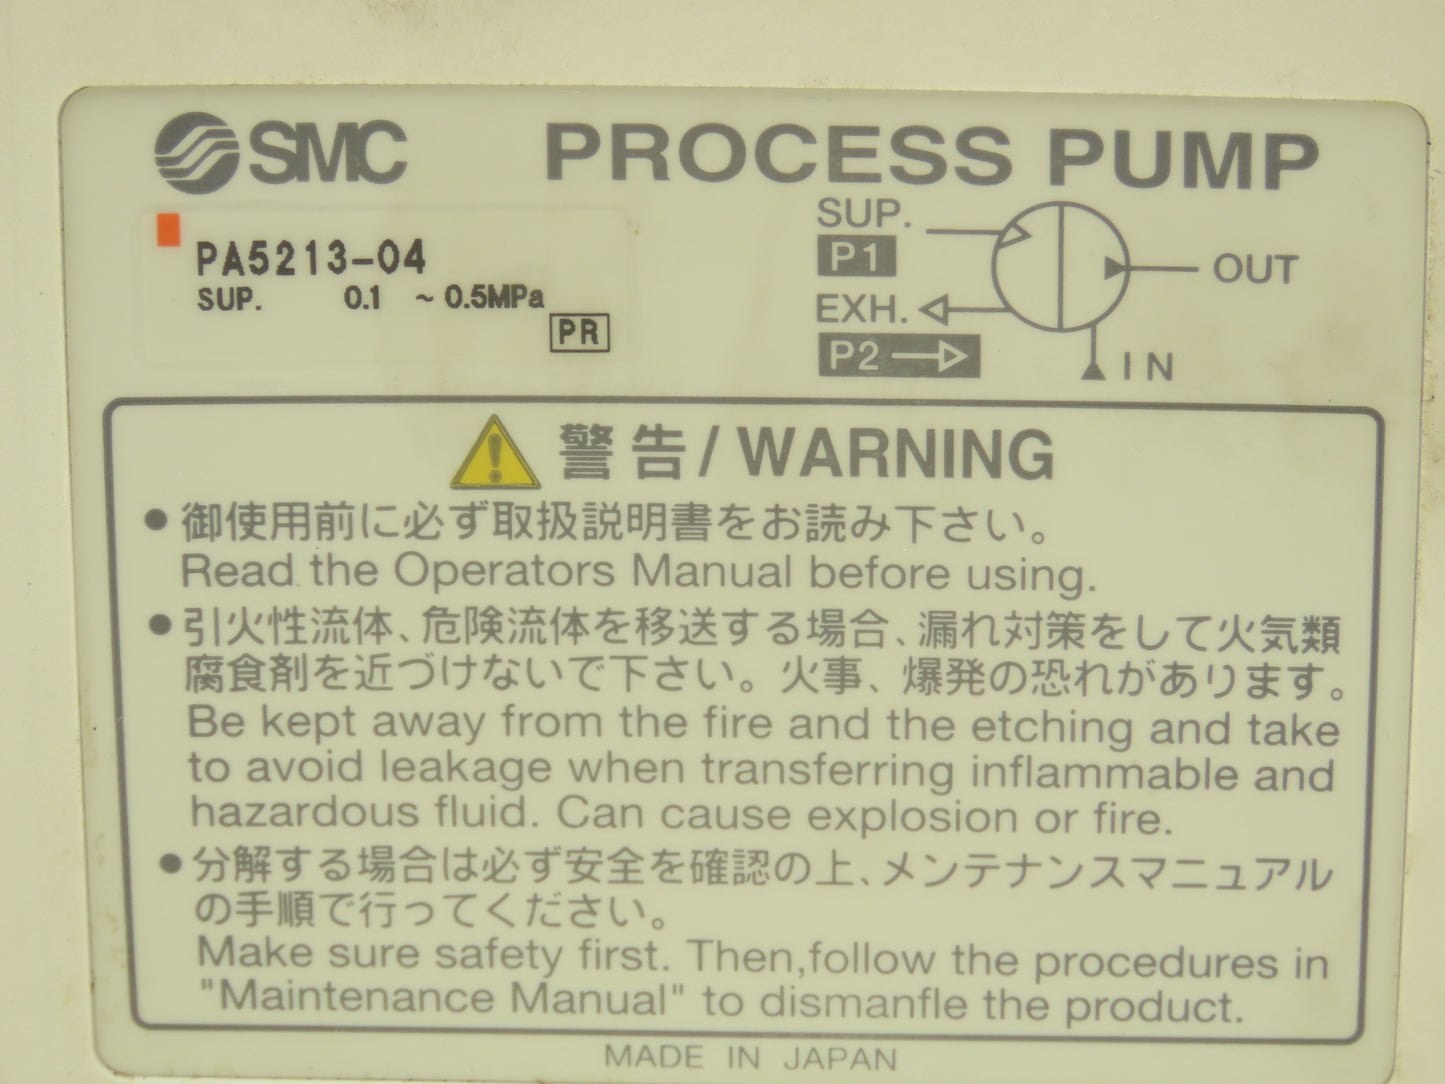 SMC PROCESS PUMP
PA5213-04
SUP. 0.1 ~ 0.5MPa
PR
SUP.
P1
EXH.
P2
OUT
IN
警告/WARNING
●御使用前に必ず取扱説明書をお読み下さい。
Read the Operators Manual before using.
●引火性流体、危険流体を移送する場合、漏れ対策をして火気類
腐食剤を近づけないで下さい。火事、爆発の恐れがあります。
Be kept away from the fire and the etching and take
to avoid leakage when transferring inflammable and
hazardous fluid. Can cause explosion or fire.
●分解する場合は必ず安全を確認の上、メンテナンスマニュアル
の手順で行ってください。
Make sure safety first. Then,follow the procedures in
"Maintenance Manual" to dismanfle the product.
MADE IN JAPAN